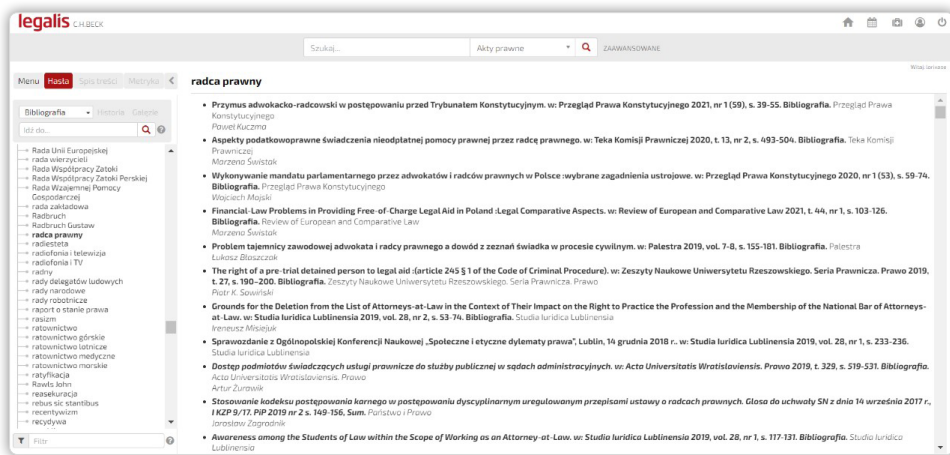 legalis C.H.BECK
Szukaj...
Akty prawne
ZAAWANSOWANE
Menu
Hasła
Spis treści
Metryka
Bibliografia
Historia
Gałęzie
Idź do...
Rada Unii Europejskiej
rada wierzycieli
Rada Współpracy Zatoki
Rada Współpracy Zatoki Perskiej
Rada Wzajemnej Pomocy
Gospodarczej
rada zakładowa
Radbruch
Radbruch Gustaw
radca prawny
radiesteta
radiofonia i telewizja
radiofonia i TV
radny
rady delegatów ludowych
rady narodowe
rady robotnicze
raport o stanie prawa
rasizm
ratownictwo
ratownictwo górskie
ratownictwo lotnicze
ratownictwo medyczne
ratownictwo morskie
ratyfikacja
Rawls John
reasekuracja
rebus sic stantibus
recentywizm
recydywa
Filtr
radca prawny
Przymus adwokacko-radcowski w postępowaniu przed Trybunałem Konstytucyjnym. w: Przegląd Prawa Konstytucyjnego 2021, nr 1 (59), s. 39-55. Bibliografia. Przegląd Prawa
Konstytucyjnego
Paweł Kuczma
Aspekty podatkowoprawne świadczenia nieodpłatnej pomocy prawnej przez radcę prawnego. w: Teka Komisji Prawniczej 2020, t. 13, nr 2, s. 493-504. Bibliografia. Teka Komisji
Prawniczej
Marzena Świstak
Wykonywanie mandatu parlamentarnego przez adwokatów i radców prawnych w Polsce :wybrane zagadnienia ustrojowe. w: Przegląd Prawa Konstytucyjnego 2020, nr 1 (53), s. 59-74.
Bibliografia. Przegląd Prawa Konstytucyjnego
Wojciech Mojski
Financial-Law Problems in Providing Free-of-Charge Legal Aid in Poland :Legal Comparative Aspects. w: Review of European and Comparative Law 2021, t. 44, nr 1, s. 103-126.
Bibliografia. Review of European and Comparative Law
Marzena Świstak
Problem tajemnicy zawodowej adwokata i radcy prawnego a dowód z zeznań świadka w procesie cywilnym. w: Palestra 2019, vol. 7-8, s. 155-181. Bibliografia. Palestra
Łukasz Błaszczak
The right of a pre-trial detained person to legal aid :(article 245 § 1 of the Code of Criminal Procedure). w: Zeszyty Naukowe Uniwersytetu Rzeszowskiego. Seria Prawnicza. Prawo 2019,
t. 27, s. 190–200. Bibliografia. Zeszyty Naukowe Uniwersytetu Rzeszowskiego. Seria Prawnicza. Prawo
Piotr K. Sowiński
Grounds for the Deletion from the List of Attorneys-at-Law in the Context of Their Impact on the Right to Practice the Profession and the Membership of the National Bar of Attorneys-
at-Law. w: Studia Iuridica Lublinensia 2019, vol. 28, nr 2, s. 53-74. Bibliografia. Studia Iuridica Lublinensia
Ireneusz Misiejuk
Sprawozdanie z Ogólnopolskiej Konferencji Naukowej „Społeczne i etyczne dylematy prawa”, Lublin, 14 grudnia 2018 r.. w: Studia Iuridica Lublinensia 2019, vol. 28, nr 1, s. 233-236.
Studia Iuridica Lublinensia
Dostęp podmiotów świadczących usługi prawnicze do służby publicznej w sądach administracyjnych. w: Acta Universitatis Wratislaviensis. Prawo 2019, t. 329, s. 519-531. Bibliografia.
Acta Universitatis Wratislaviensis. Prawo
Artur Żurawik
Stosowanie kodeksu postępowania karnego w postępowaniu dyscyplinarnym uregulowanym przepisami ustawy o radcach prawnych. Glosa do uchwały SN z dnia 14 września 2017 r.,
I KZP 9/17. PiP 2019 nr 2 s. 149-156, Sum. Państwo i Prawo
Jarosław Zagrodnik
Awareness among the Students of Law within the Scope of Working as an Attorney-at-Law. w: Studia Iuridica Lublinensia 2019, vol. 28, nr 1, s. 117-131. Bibliografia. Studia Iuridica
Lublinensia